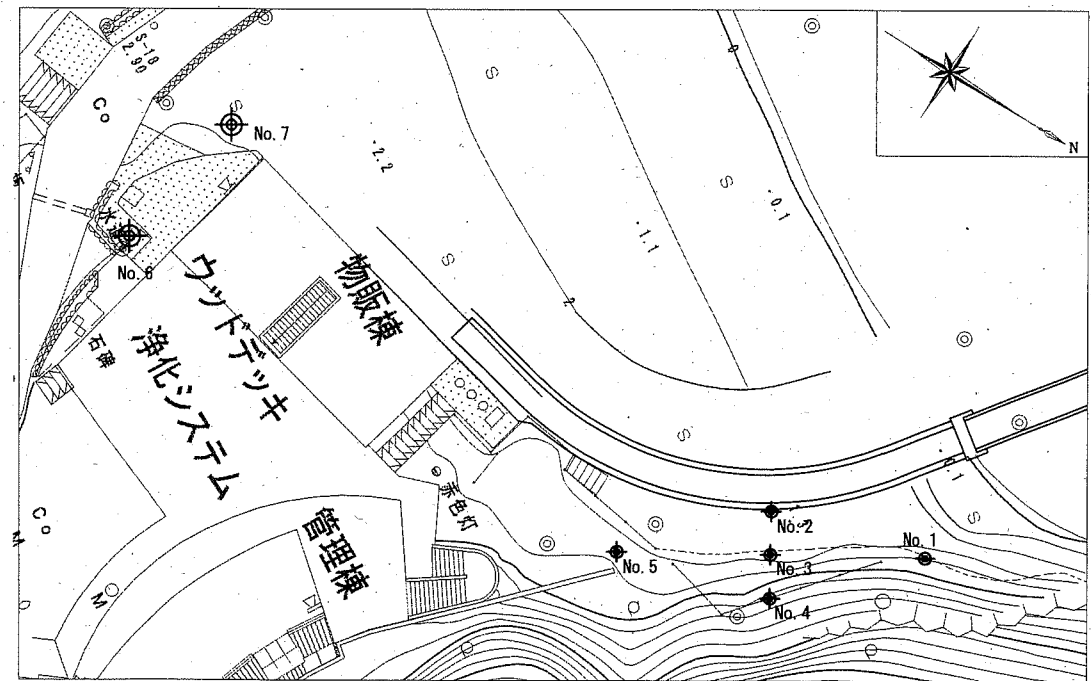 S-18
2.90
Co
S
No. 7
S
-2.2
S
-0.1
-1.1
S
2
N
No. 6
石碑
ウッドデッキ
浄化システム
物販棟
管理棟
赤色灯
S
S
Co
M
M
No. 2
No. 3
No. 4
No. 5
No. 1